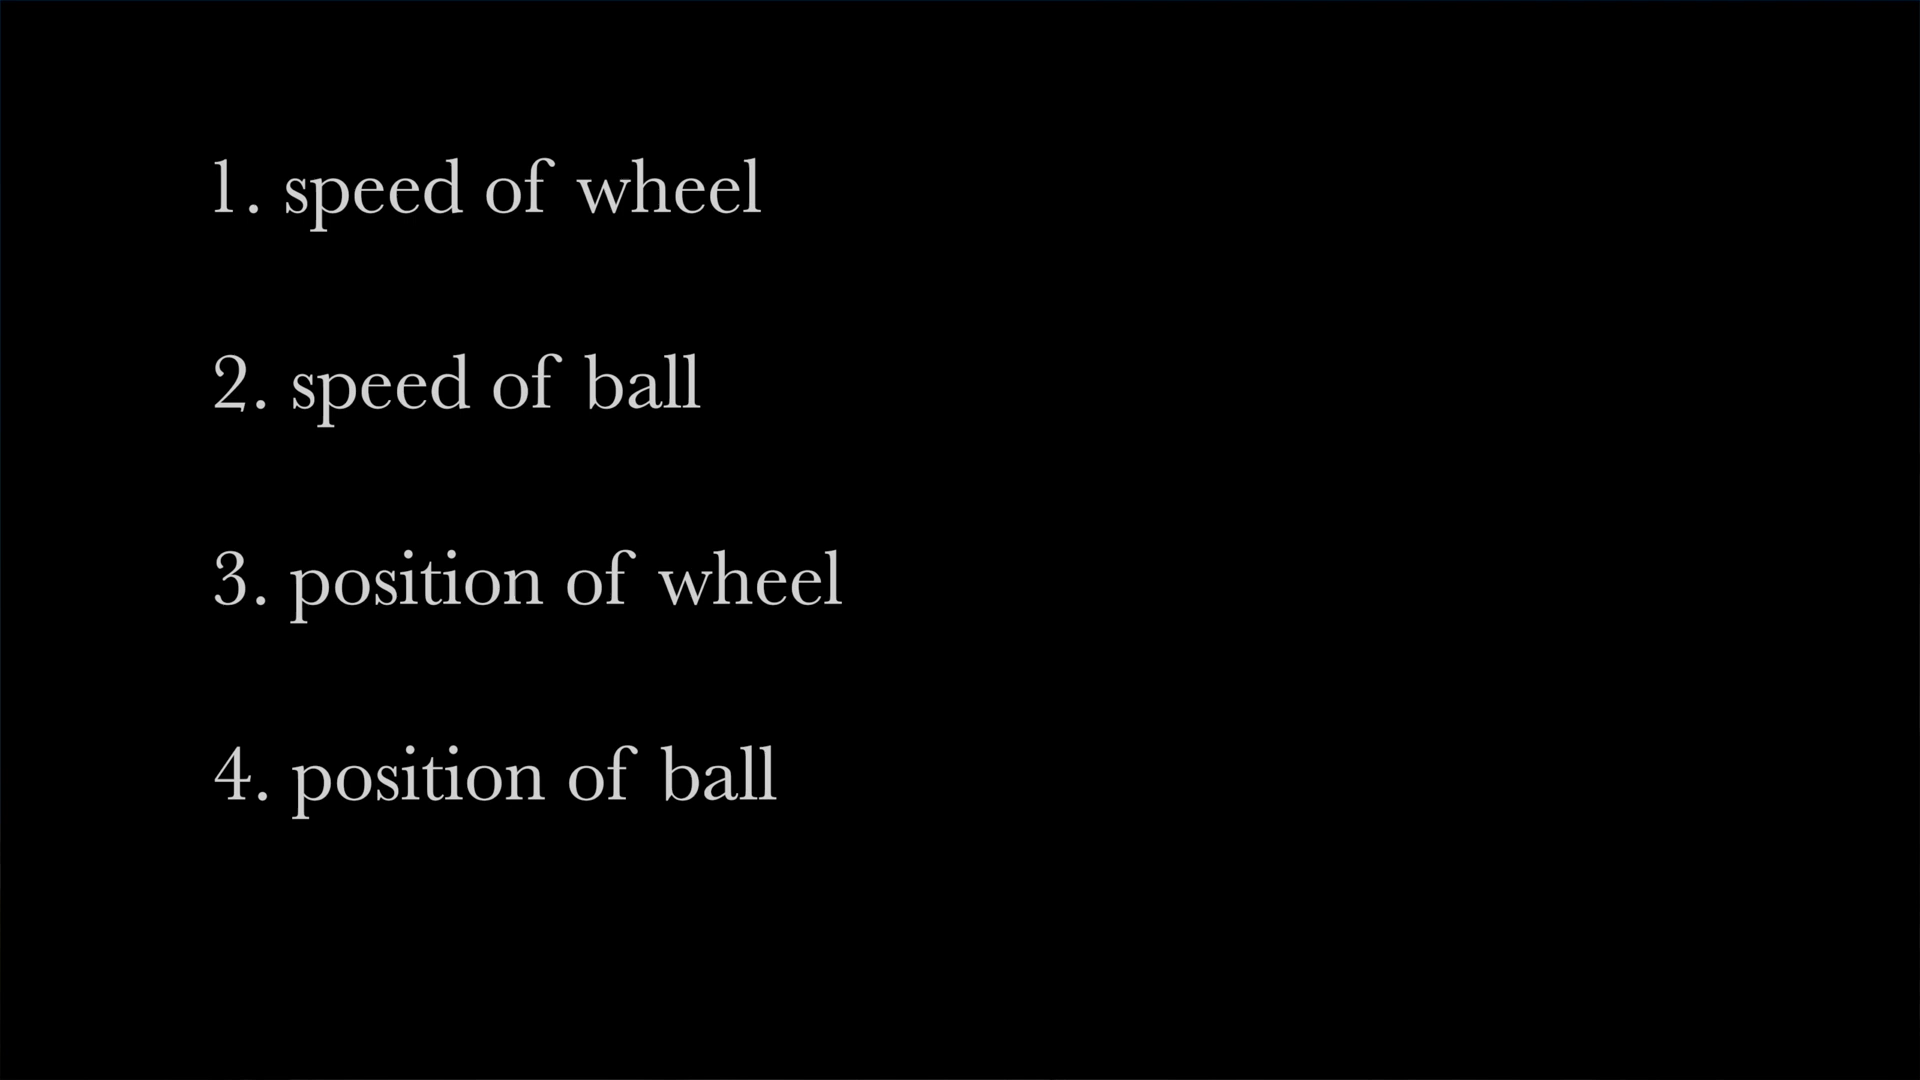 1. speed of wheel
2. speed of ball
3. position of wheel
4. position of ball